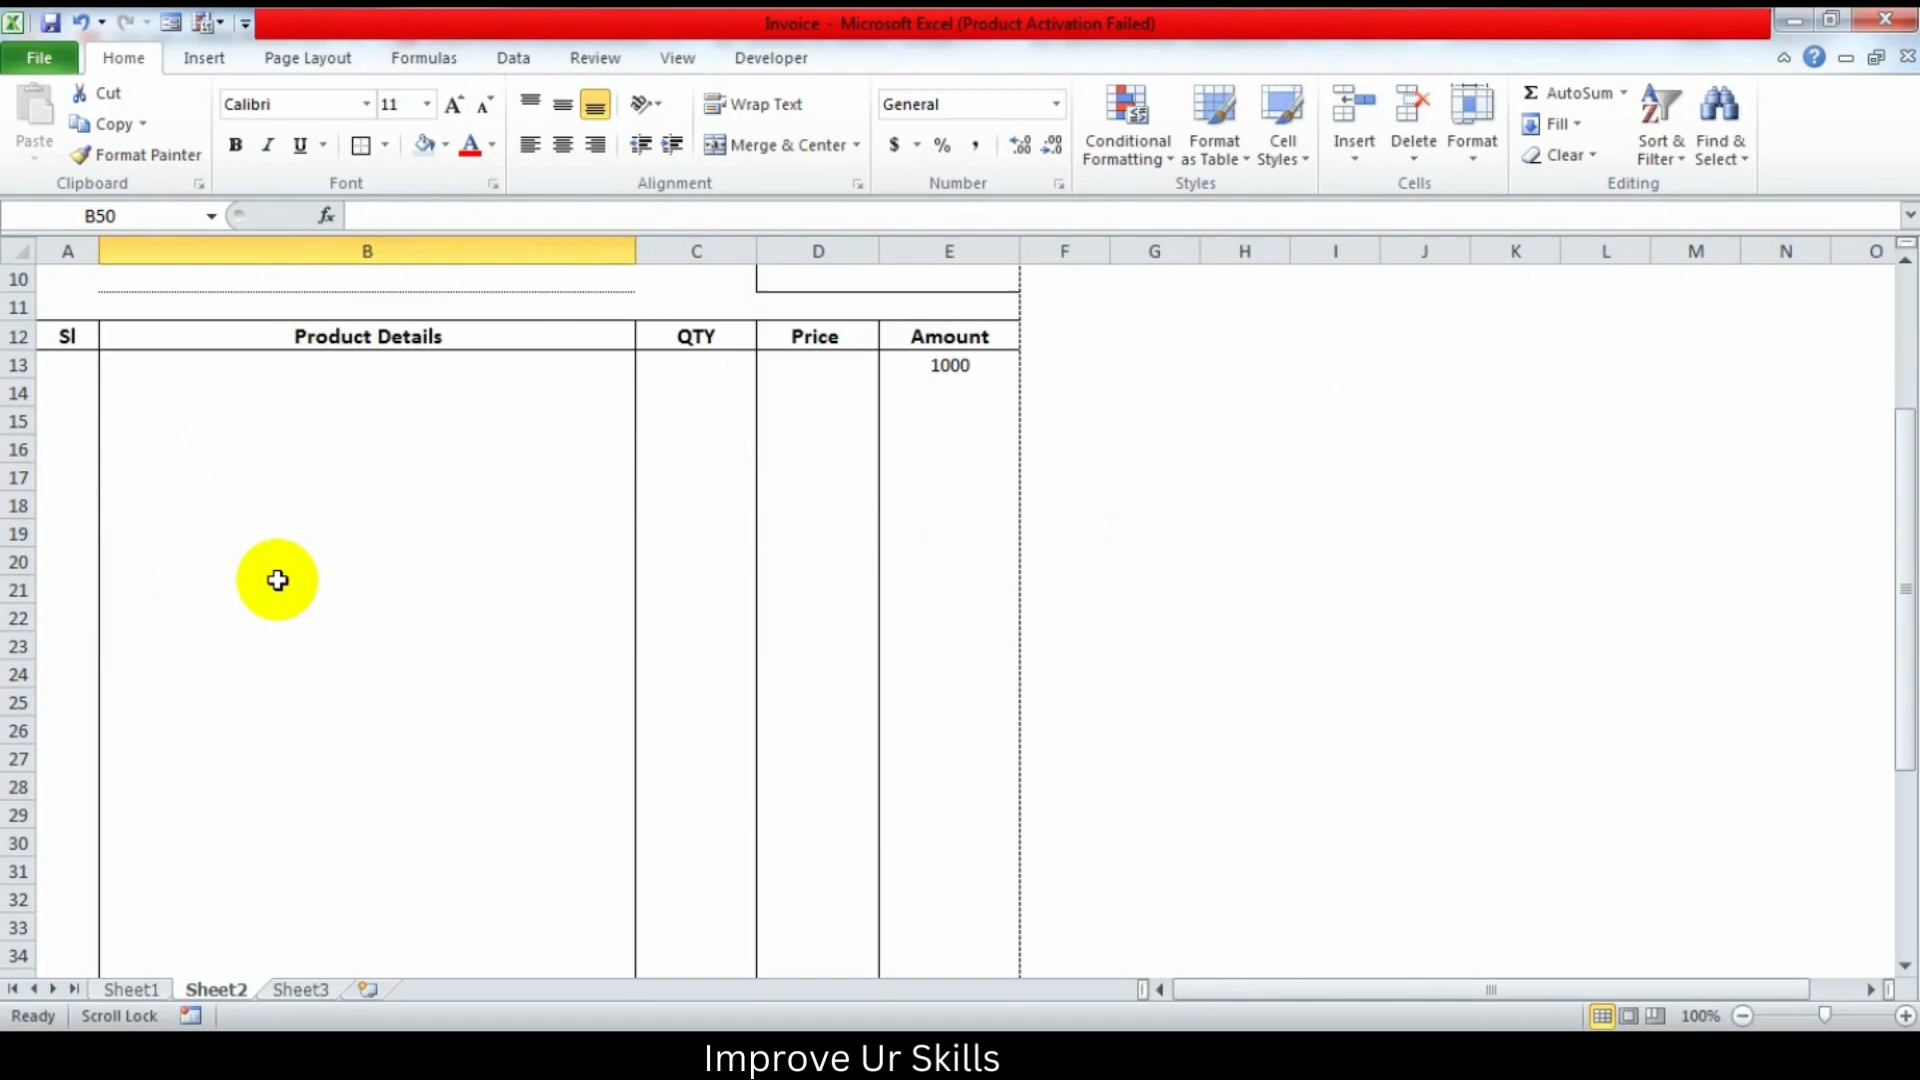 Invoice - Microsoft Excel (Product Activation Failed)
File Home Insert Page Layout Formulas Data Review View Developer
Paste
Cut
Copy
Format Painter
Clipboard
Calibri 11
B I U A
Font
Wrap Text
Merge & Center
Alignment
General
$ % ,
Number
Conditional Formatting
Format as Table
Cell Styles
Styles
Insert Delete Format
Cells
Σ AutoSum
Fill
Clear
Sort & Filter
Find & Select
Editing
B50 fx
A B C D E F G H I J K L M N O
10
11
12 Sl Product Details QTY Price Amount
13 1000
14
15
16
17
18
19
20
21
22
23
24
25
26
27
28
29
30
31
32
33
34
Sheet1 Sheet2 Sheet3
Ready Scroll Lock 100%
Improve Ur Skills